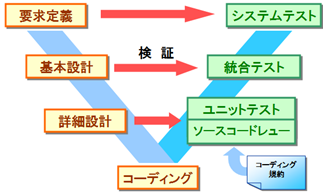 要求定義
システムテスト
検証
基本設計
統合テスト
詳細設計
ユニットテスト
ソースコードレュー
コーディング
コーディング
規約